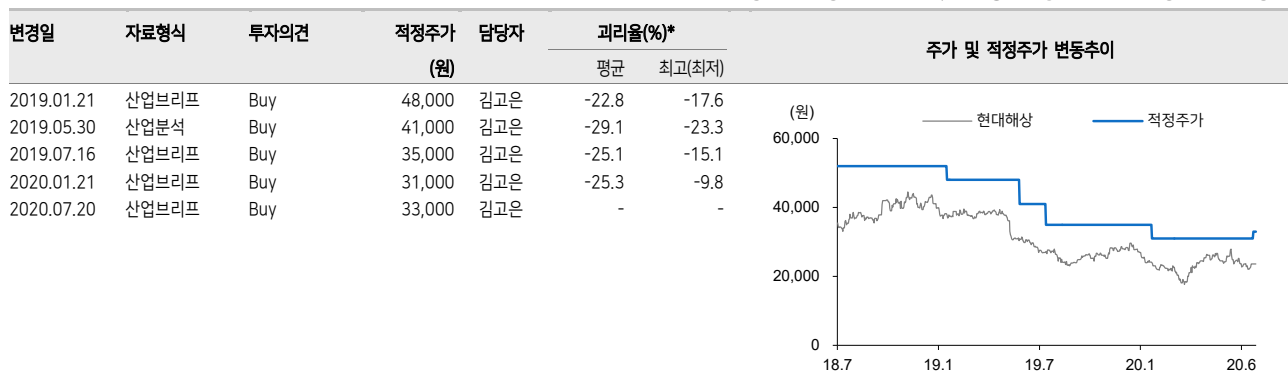 변경일 자료형식 투자의견 적정주가 담당자 괴리율(%)*
(원) 평균 최고(최저)
2019.01.21 산업브리프 Buy 48,000 김고은 -22.8 -17.6
2019.05.30 산업분석 Buy 41,000 김고은 -29.1 -23.3
2019.07.16 산업브리프 Buy 35,000 김고은 -25.1 -15.1
2020.01.21 산업브리프 Buy 31,000 김고은 -25.3 -9.8
2020.07.20 산업브리프 Buy 33,000 김고은 - -
주가 및 적정주가 변동추이
(원)
현대해상 적정주가
60,000
40,000
20,000
0
18.7 19.1 19.7 20.1 20.6